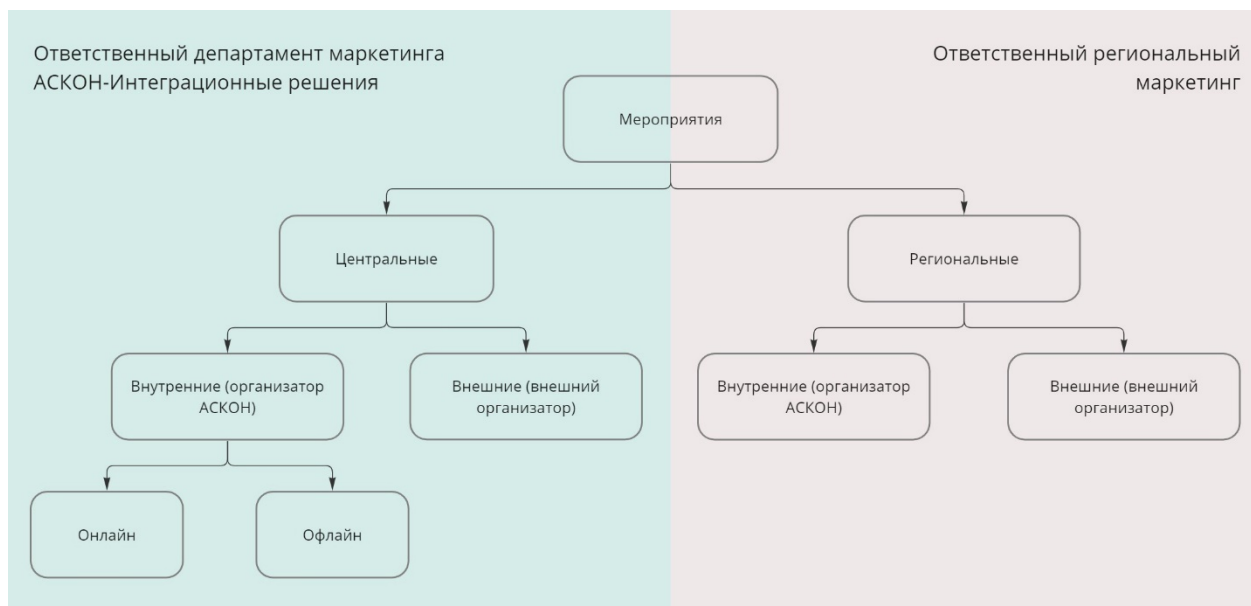 Ответственный департамент маркетинга
АСКОН-Интеграционные решения
Ответственный региональный
маркетинг
Мероприятия
Центральные
Региональные
Внутренние (организатор
АСКОН)
Внешние (внешний
организатор)
Внутренние (организатор
АСКОН)
Внешние (внешний
организатор)
Онлайн
Офлайн